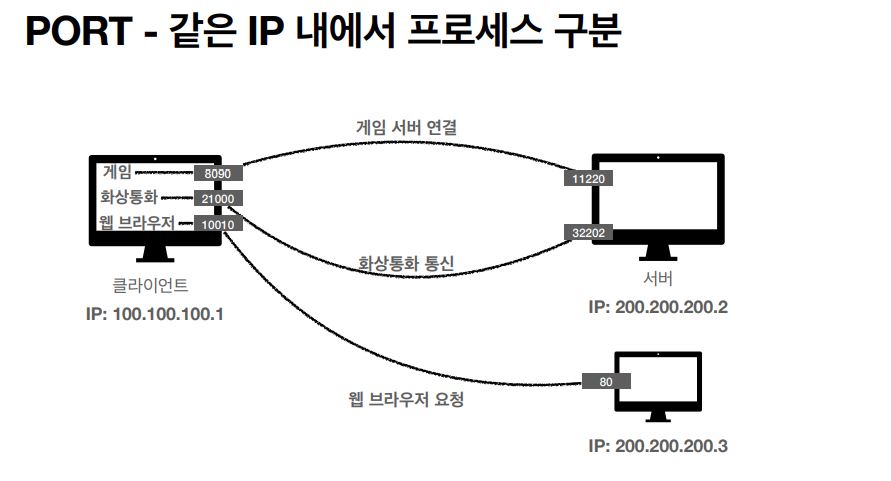 PORT - 같은 IP 내에서 프로세스 구분
게임 서버 연결
게임 8090
화상통화 21000
웹 브라우저 10010
11220
32202
화상통화 통신
클라이언트
IP: 100.100.100.1
서버
IP: 200.200.200.2
80
웹 브라우저 요청
IP: 200.200.200.3